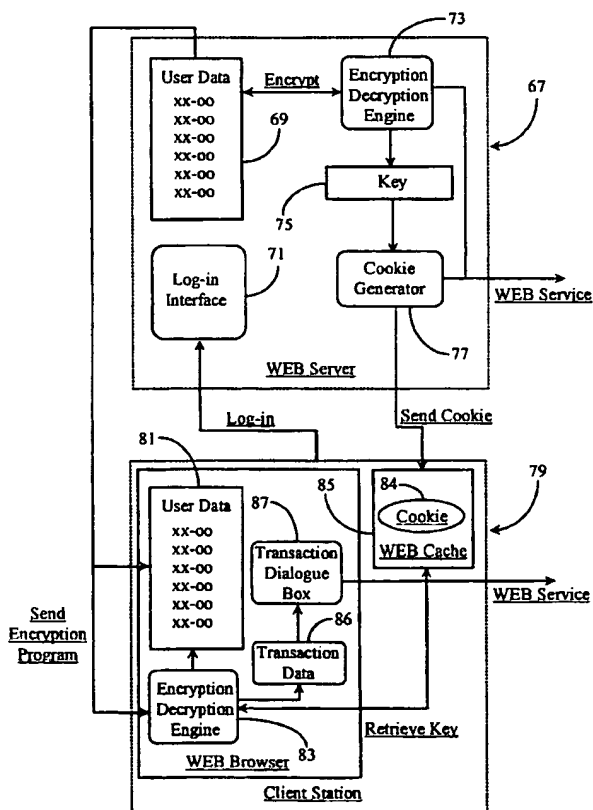 73
User Data
xx-oo
xx-oo
xx-oo
xx-oo
xx-oo
xx-oo
Encrypt
Encryption
Decryption
Engine
67
69
Key
75
71
Log-in
Interface
Cookie
Generator
WEB Service
77
WEB Server
Log-in
Send Cookie
81
User Data
xx-oo
xx-oo
xx-oo
xx-oo
xx-oo
xx-oo
87
Transaction
Dialogue
Box
85
84
Cookie
WEB Cache
79
WEB Service
86
Transaction
Data
Send
Encryption
Program
Encryption
Decryption
Engine
83
Retrieve Key
WEB Browser
Client Station